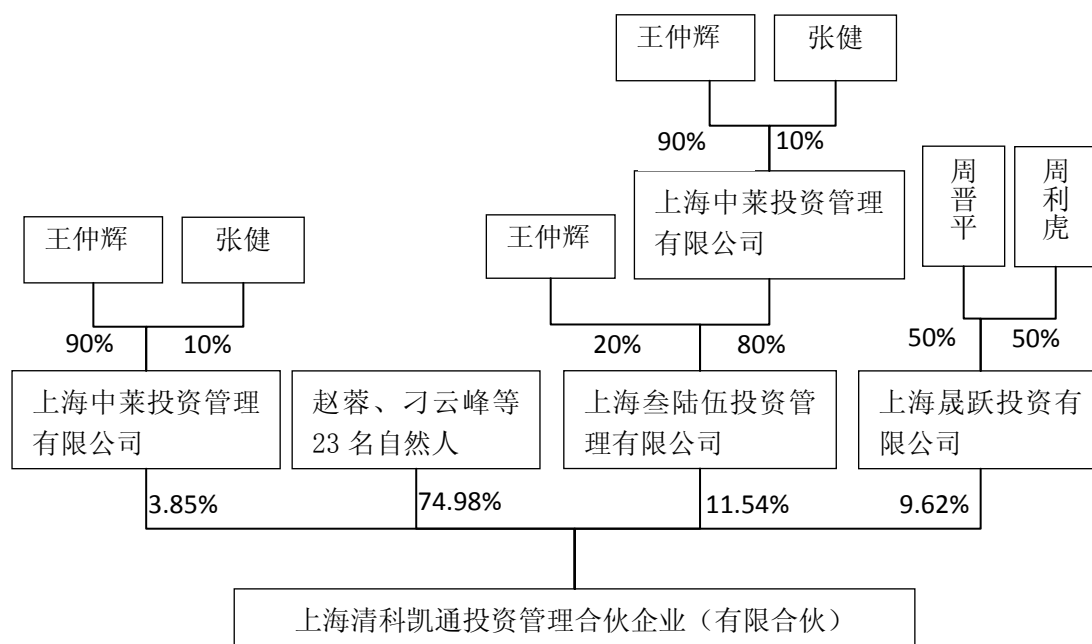 王仲辉
张健
90%
10%
上海中莱投资管理
有限公司
周晋平
周利虎
王仲辉
张健
王仲辉
90%
10%
20%
80%
50%
50%
上海中莱投资管理
有限公司
赵蓉、刁云峰等
23 名自然人
上海叁陆伍投资管
理有限公司
上海晟跃投资有
限公司
3.85%
74.98%
11.54%
9.62%
上海清科凯通投资管理合伙企业（有限合伙）